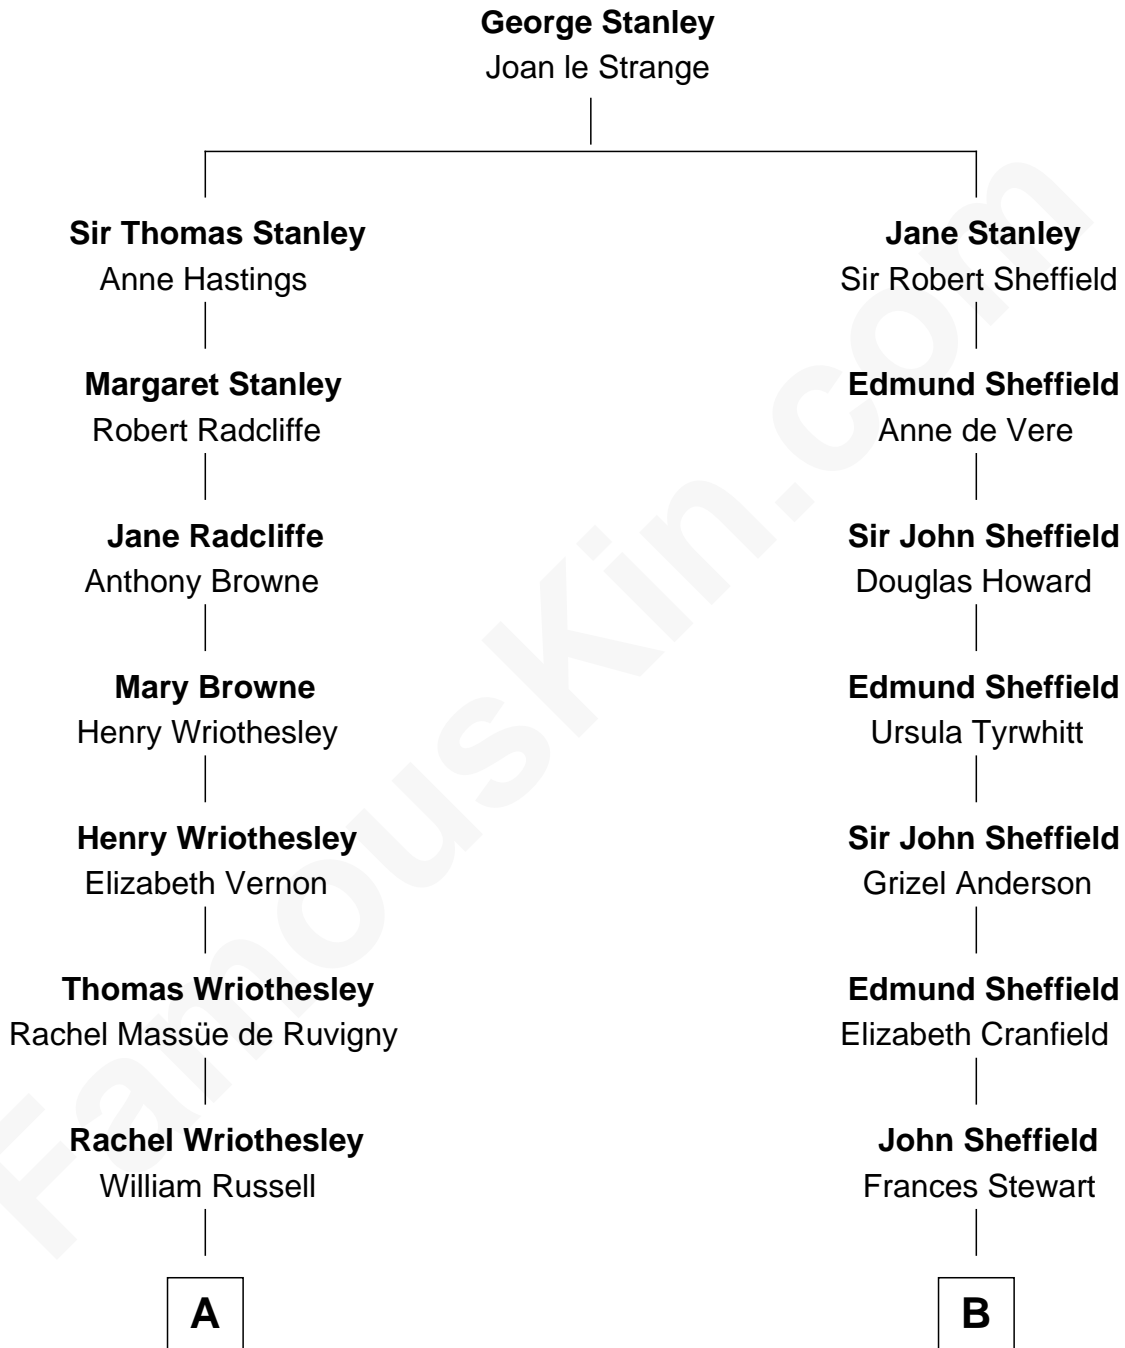 George Stanley
Joan le Strange
Sir Thomas Stanley
Anne Hastings
Jane Stanley
Sir Robert Sheffield
Margaret Stanley
Robert Radcliffe
Edmund Sheffield
Anne de Vere
Jane Radcliffe
Anthony Browne
Sir John Sheffield
Douglas Howard
Mary Browne
Henry Wriothesley
Edmund Sheffield
Ursula Tyrwhitt
Henry Wriothesley
Elizabeth Vernon
Sir John Sheffield
Grizel Anderson
Thomas Wriothesley
Rachel Massüe de Ruvigny
Edmund Sheffield
Elizabeth Cranfield
Rachel Wriothesley
William Russell
John Sheffield
Frances Stewart
A
B
FamousKin.com